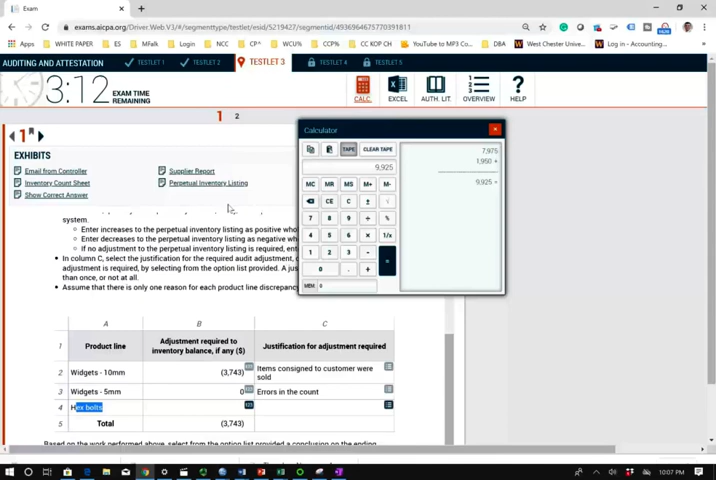 Exam
exams.aicpa.org/Driver.Web V3/#/segmenttype/testlet/esid/5219427/segmentid/4936964675770391811
Apps WHITE PAPER ES MFalk Login NCC CP^ WCU% CCP% CC KOP CH YouTube to MP3 Co... DBA West Chester Unive... Log in - Accounting...
AUDITING AND ATTESTATION TESTLET 1 TESTLET 2 TESTLET 3 TESTLET 4 TESTLET 5
3:12 EXAM TIME REMAINING
CALC EXCEL AUTH. LIT. OVERVIEW HELP
1 2
1
EXHIBITS
Email from Controller Supplier Report
Inventory Count Sheet Perpetual Inventory Listing
Show Correct Answer
Calculator
TAPE CLEAR TAPE
9,925
MC MR MS M+ M-
CE ± √
7 8 9 ÷ %
4 5 6 × 1/x
1 2 3 - =
0 . +
MEM: 0
7,975
1,950 +
9,925 =
system.
Enter increases to the perpetual inventory listing as positive who
Enter decreases to the perpetual inventory listing as negative wh
If no adjustment to the perpetual inventory listing is required, en
In column C, select the justification for the required audit adjustment, o
adjustment is required, by selecting from the option list provided. A jus
than once, or not at all.
Assume that there is only one reason for each product line discrepanc
A B C
1 Product line Adjustment required to inventory balance, if any ($) Justification for adjustment required
2 Widgets - 10mm (3,743) Items consigned to customer were sold
3 Widgets - 5mm 0 Errors in the count
4 Hex bolts
5 Total (3,743)
Based on the work performed above, select from the option list provided a conclusion on the ending
10:07 PM